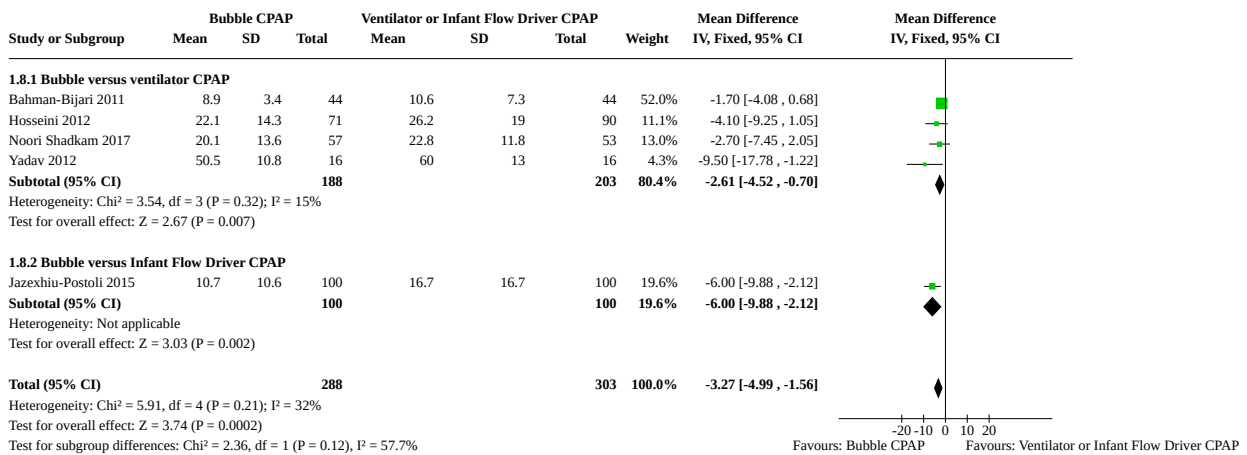 Bubble CPAP Ventilator or Infant Flow Driver CPAP Mean Difference Mean Difference
Study or Subgroup Mean SD Total Mean SD Total Weight IV, Fixed, 95% CI IV, Fixed, 95% CI
1.8.1 Bubble versus ventilator CPAP
Bahman-Bijari 2011 8.9 3.4 44 10.6 7.3 44 52.0% -1.70 [-4.08 , 0.68]
Hosseini 2012 22.1 14.3 71 26.2 19 90 11.1% -4.10 [-9.25 , 1.05]
Noori Shadkam 2017 20.1 13.6 57 22.8 11.8 53 13.0% -2.70 [-7.45 , 2.05]
Yadav 2012 50.5 10.8 16 60 13 16 4.3% -9.50 [-17.78 , -1.22]
Subtotal (95% CI) 188 203 80.4% -2.61 [-4.52 , -0.70]
Heterogeneity: Chi² = 3.54, df = 3 (P = 0.32); I² = 15%
Test for overall effect: Z = 2.67 (P = 0.007)
1.8.2 Bubble versus Infant Flow Driver CPAP
Jazexhiu-Postoli 2015 10.7 10.6 100 16.7 16.7 100 19.6% -6.00 [-9.88 , -2.12]
Subtotal (95% CI) 100 100 19.6% -6.00 [-9.88 , -2.12]
Heterogeneity: Not applicable
Test for overall effect: Z = 3.03 (P = 0.002)
Total (95% CI) 288 303 100.0% -3.27 [-4.99 , -1.56]
Heterogeneity: Chi² = 5.91, df = 4 (P = 0.21); I² = 32%
Test for overall effect: Z = 3.74 (P = 0.0002) -20 -10 0 10 20
Test for subgroup differences: Chi² = 2.36, df = 1 (P = 0.12), I² = 57.7% Favours: Bubble CPAP Favours: Ventilator or Infant Flow Driver CPAP